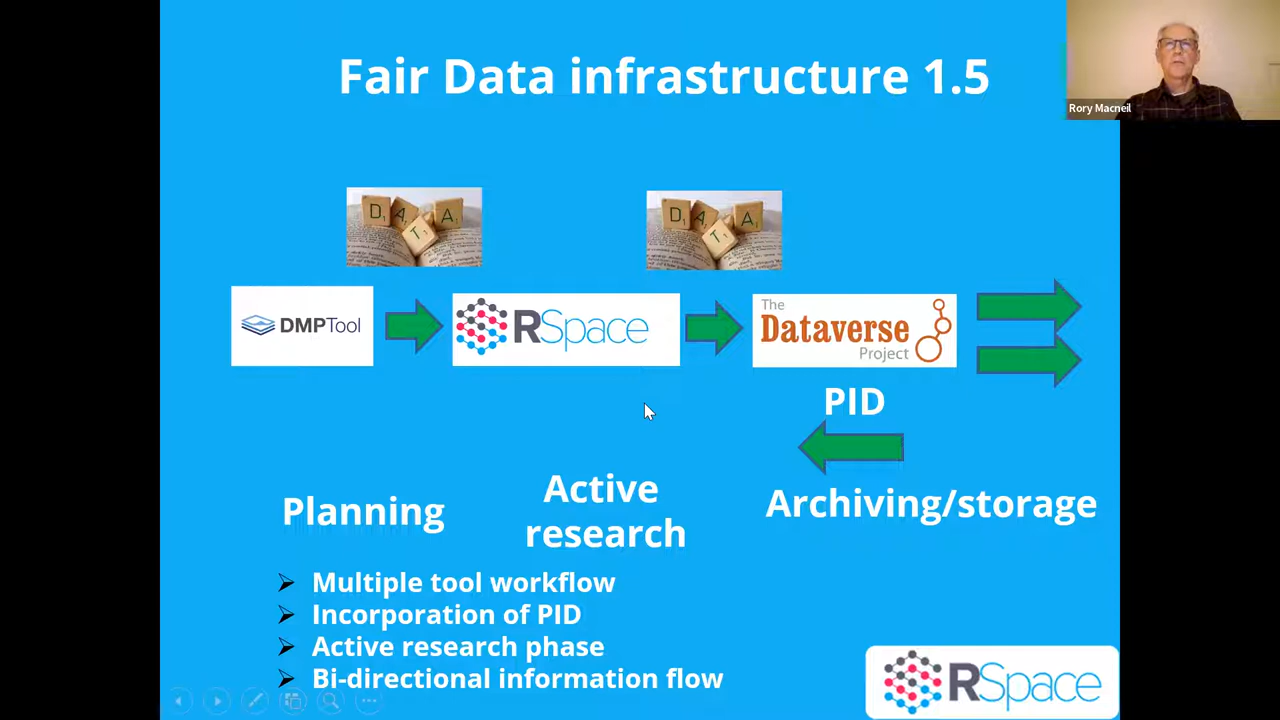 Fair Data infrastructure 1.5
Rory Macneil
D A T A
D A T A
DMPTool
RSpace
The
Dataverse
Project
PID
Planning
Active
research
Archiving/storage
Multiple tool workflow
Incorporation of PID
Active research phase
Bi-directional information flow
RSpace